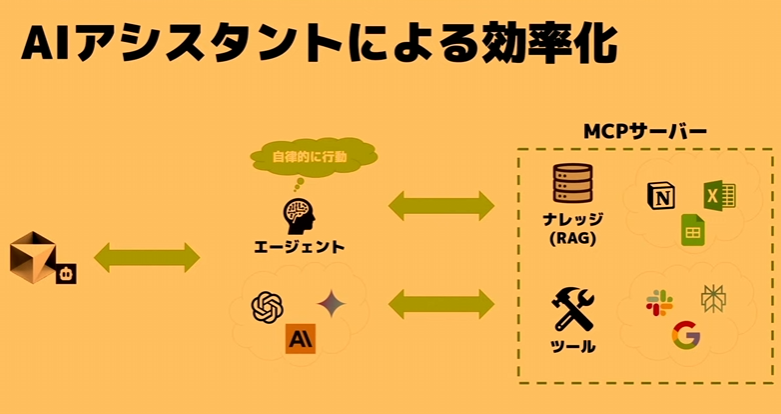 AIアシスタントによる効率化
MCPサーバー
自律的に行動
ナレッジ
(RAG)
エージェント
ツール